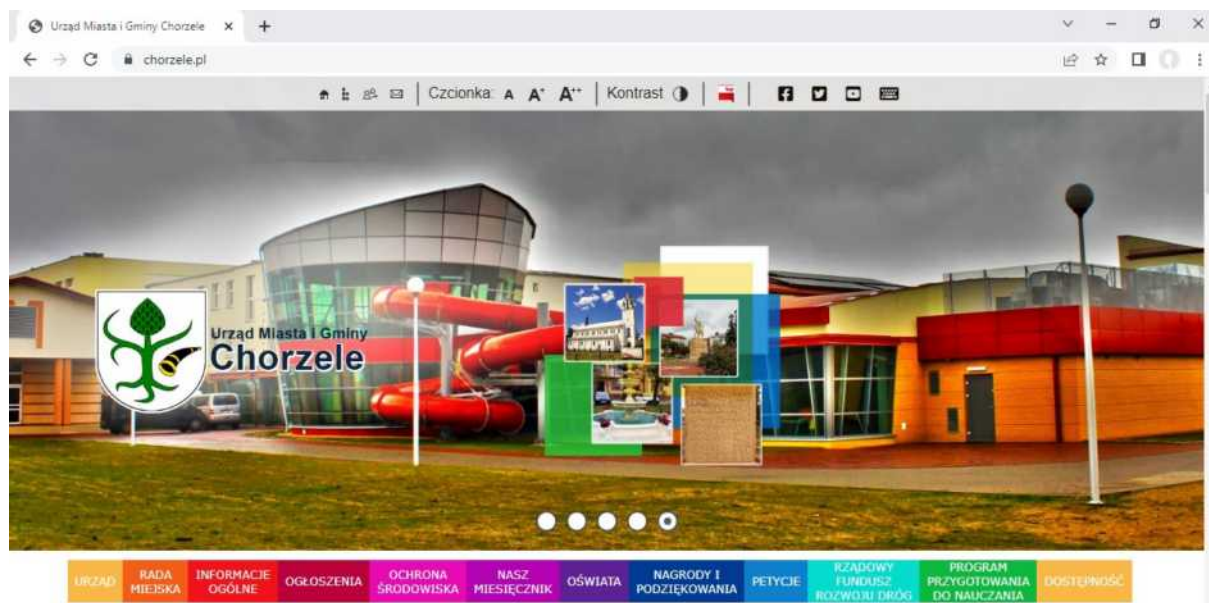 Urząd Miasta i Gminy Chorzele
chorzele.pl
Czcionka: A A+ A++ Kontrast
Urząd Miasta i Gminy
Chorzele
URZĄD
RADA
MIEJSKA
INFORMACJE
OGÓLNE
OGŁOSZENIA
OCHRONA
ŚRODOWISKA
NASZ
MIESIĘCZNIK
OŚWIATA
NAGRODY I
PODZIĘKOWANIA
PETYCJE
RZĄDOWY
FUNDUSZ
ROZWOJU DRÓG
PROGRAM
PRZYGOTOWANIA
DO NAUCZANIA
DOSTĘPNOŚĆ